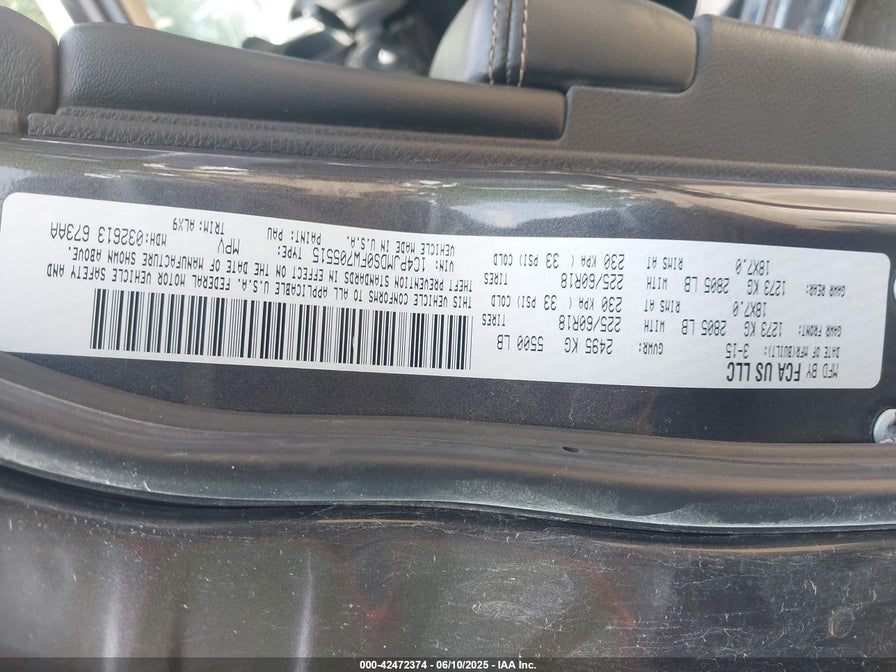 MFD BY FCA US LLC
DATE OF MFR(BUILT): 3-15 GVWR: 2495 KG 5500 LB
GAWR FRONT: 1273 KG 2805 LB WITH 225/60R18 TIRES
18X7.0 RIMS AT 230 KPA ( 33 PSI) COLD
GAWR REAR: 1273 KG 2805 LB WITH 225/60R18 TIRES
18X7.0 RIMS AT 230 KPA ( 33 PSI) COLD
THIS VEHICLE CONFORMS TO ALL APPLICABLE U.S.A. FEDERAL MOTOR VEHICLE SAFETY AND
THEFT PREVENTION STANDARDS IN EFFECT ON THE DATE OF MANUFACTURE SHOWN ABOVE.
VIN: 1C4PJMDS0FW705515 TYPE: MPV MDH:032613 673AA
VEHICLE MADE IN U.S.A. PAINT: PAU TRIM: ALX9
000-42472374 | 06/10/2025 - IAA Inc.